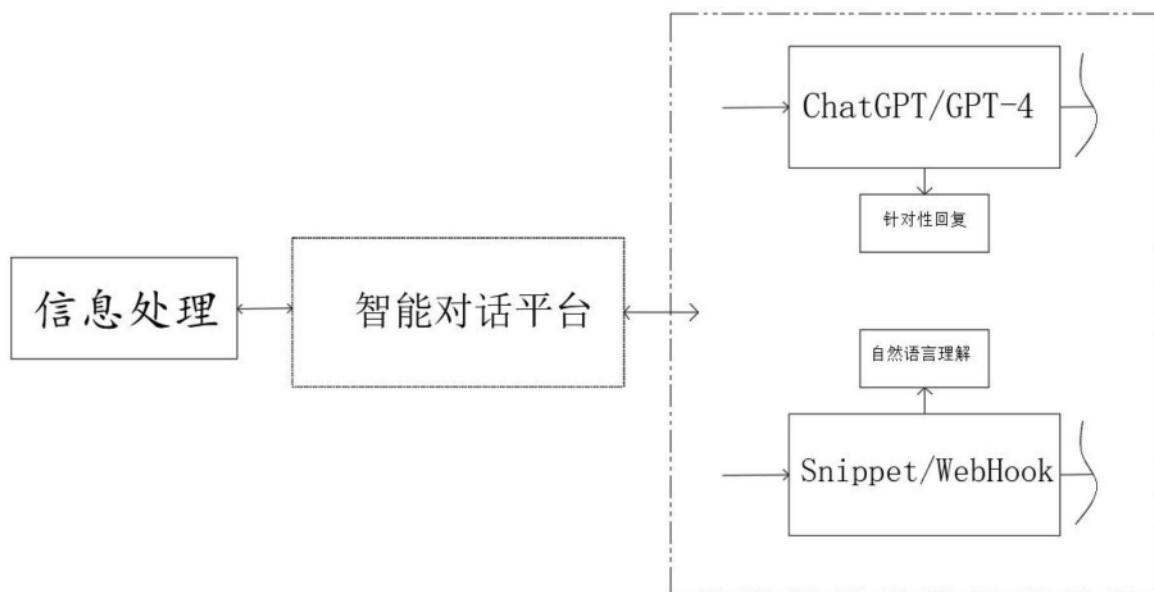 ChatGPT/GPT-4
针对性回复
信息处理
智能对话平台
自然语言理解
Snippet/WebHook